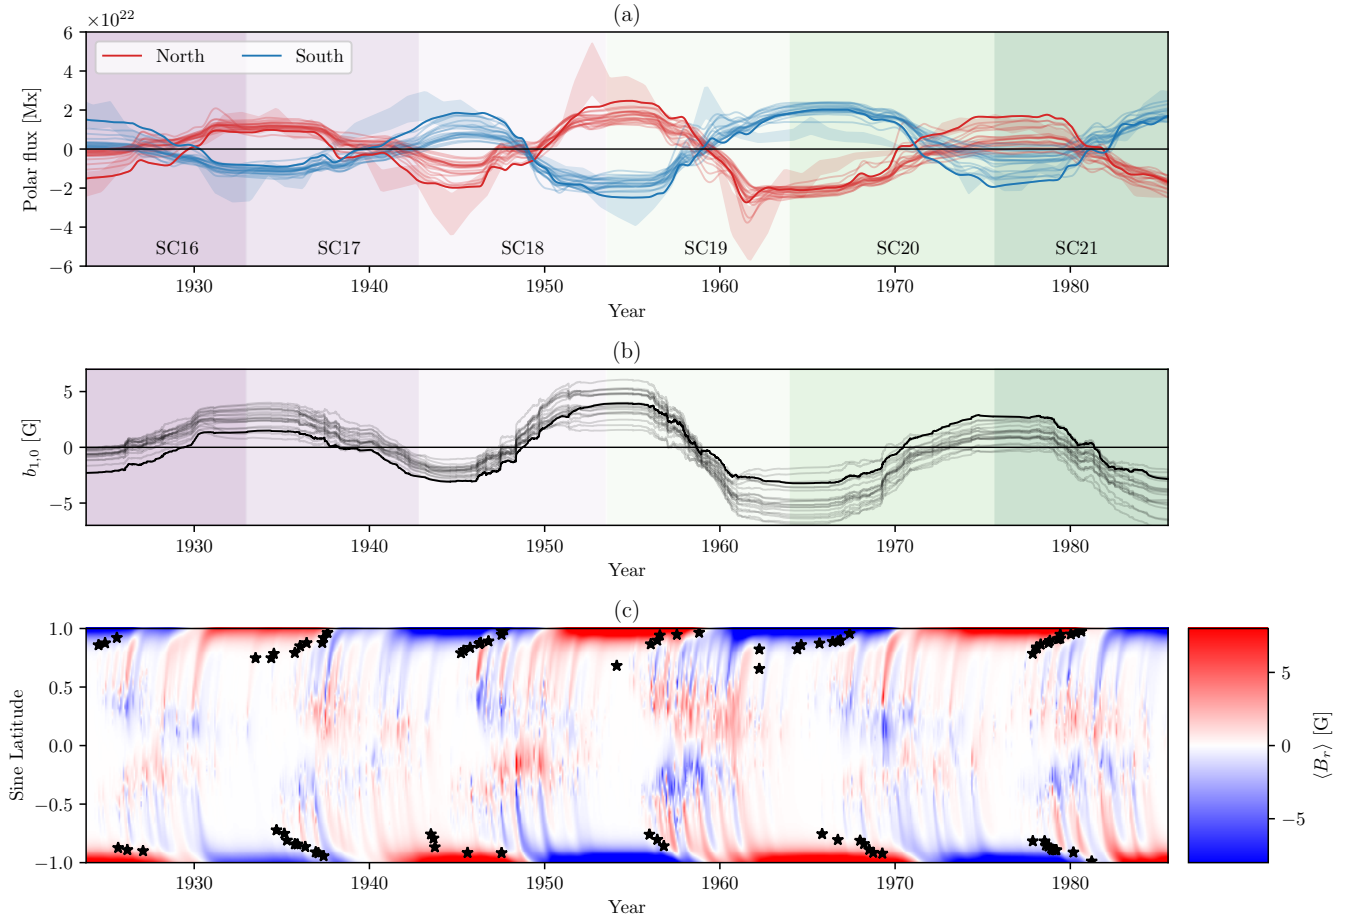 (a)
×1022
6
4
2
0
−2
−4
−6
Polar flux [Mx]
North
South
SC16
SC17
SC18
SC19
SC20
SC21
1930
1940
1950
1960
1970
1980
Year
(b)
5
0
−5
b1,0 [G]
1930
1940
1950
1960
1970
1980
Year
(c)
1.0
0.5
0.0
−0.5
−1.0
Sine Latitude
1930
1940
1950
1960
1970
1980
Year
5
0
−5
⟨Br⟩ [G]